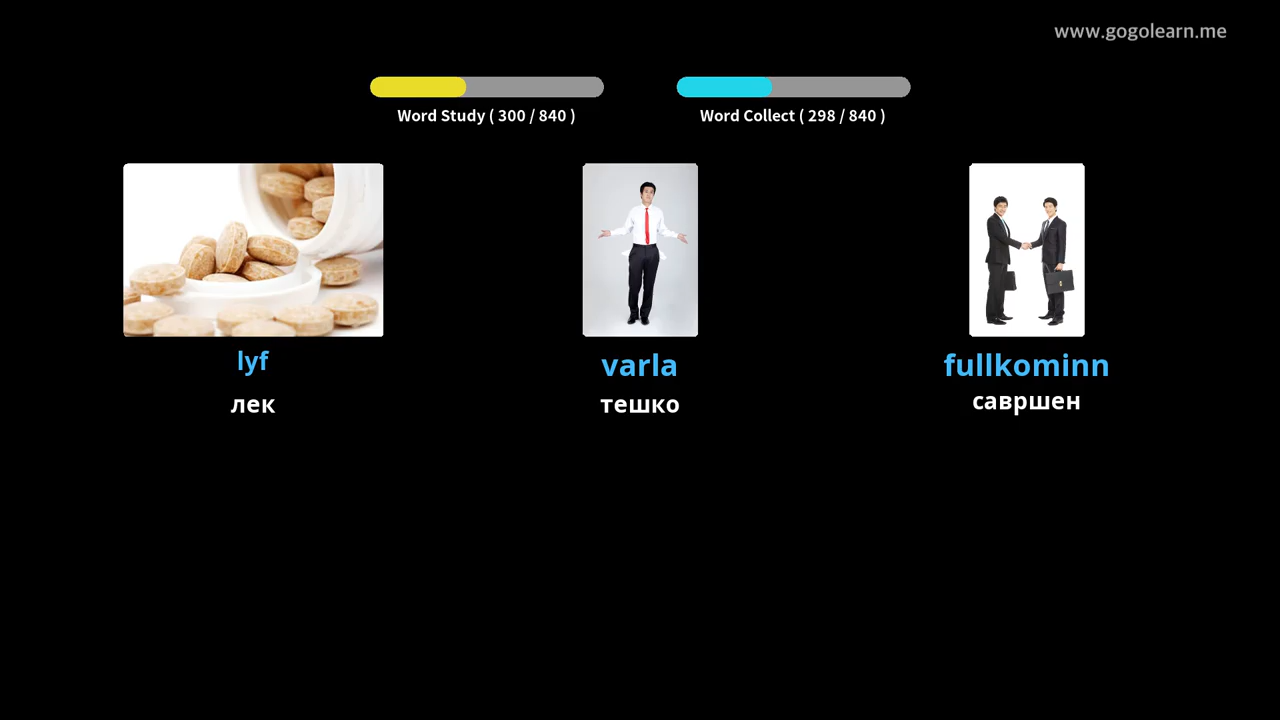 www.gogolearn.me
Word Study ( 300 / 840 )
Word Collect ( 298 / 840 )
lyf
varla
fullkominn
лек
тешко
савршен